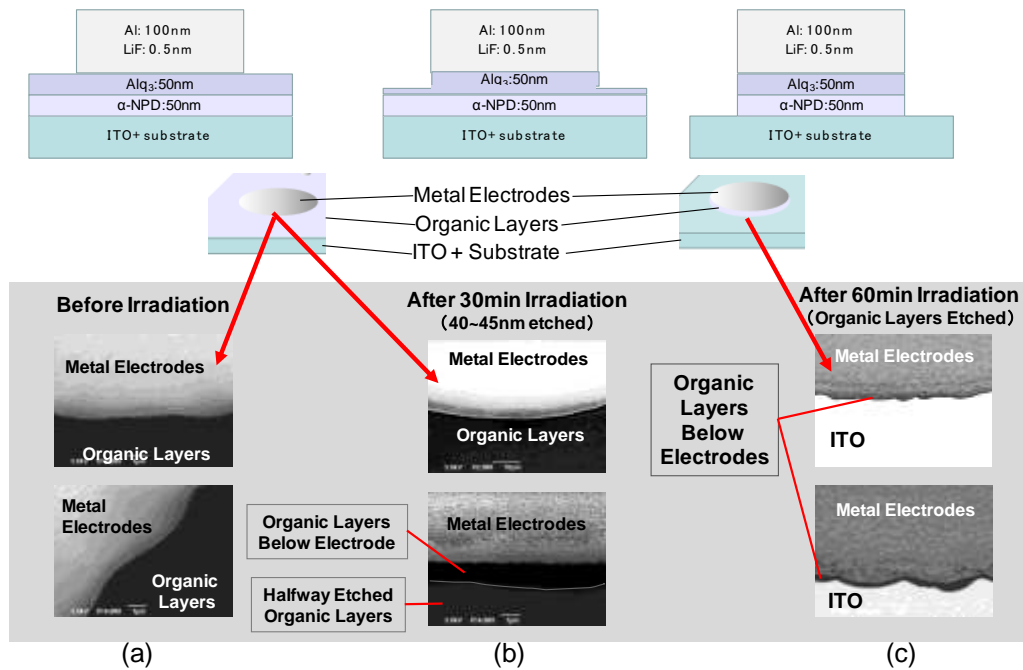 Al: 100nm
LiF: 0.5nm
Alq3:50nm
α-NPD:50nm
ITO+ substrate
Al: 100nm
LiF: 0.5nm
Alq3:50nm
α-NPD:50nm
ITO+ substrate
Al: 100nm
LiF: 0.5nm
Alq3:50nm
α-NPD:50nm
ITO+ substrate
Metal Electrodes
Organic Layers
ITO + Substrate
Before Irradiation
Metal Electrodes
Organic Layers
Metal
Electrodes
Organic
Layers
(a)
After 30min Irradiation
(40~45nm etched)
Metal Electrodes
Organic Layers
Organic Layers
Below Electrode
Halfway Etched
Organic Layers
Metal Electrodes
(b)
After 60min Irradiation
(Organic Layers Etched)
Organic
Layers
Below
Electrodes
Metal Electrodes
ITO
Metal Electrodes
ITO
(c)